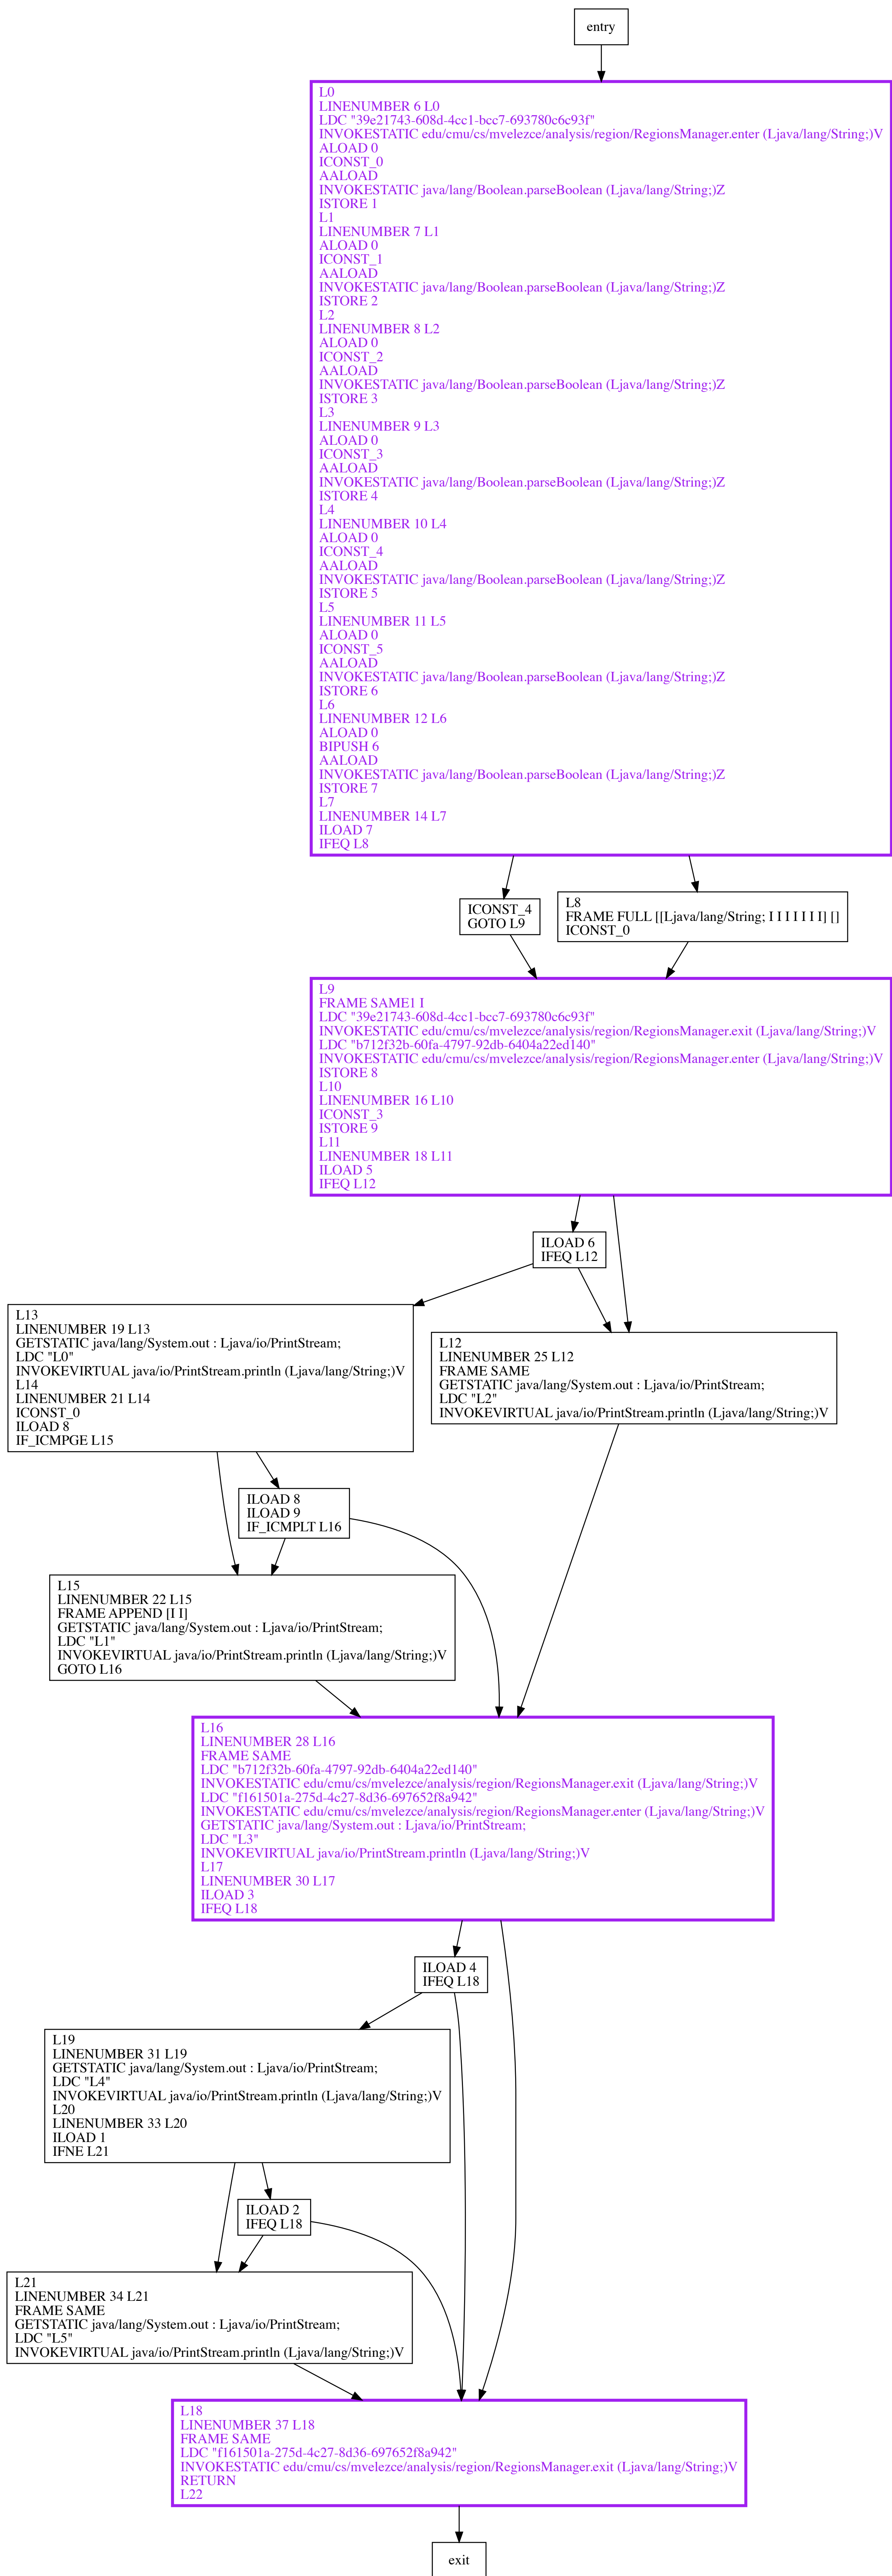 entry
L0
LINENUMBER 6 L0
LDC "39e21743-608d-4cc1-bcc7-693780c6c93f"
INVOKESTATIC edu/cmu/cs/mvelezce/analysis/region/RegionsManager.enter (Ljava/lang/String;)V
ALOAD 0
ICONST_0
AALOAD
INVOKESTATIC java/lang/Boolean.parseBoolean (Ljava/lang/String;)Z
ISTORE 1
L1
LINENUMBER 7 L1
ALOAD 0
ICONST_1
AALOAD
INVOKESTATIC java/lang/Boolean.parseBoolean (Ljava/lang/String;)Z
ISTORE 2
L2
LINENUMBER 8 L2
ALOAD 0
ICONST_2
AALOAD
INVOKESTATIC java/lang/Boolean.parseBoolean (Ljava/lang/String;)Z
ISTORE 3
L3
LINENUMBER 9 L3
ALOAD 0
ICONST_3
AALOAD
INVOKESTATIC java/lang/Boolean.parseBoolean (Ljava/lang/String;)Z
ISTORE 4
L4
LINENUMBER 10 L4
ALOAD 0
ICONST_4
AALOAD
INVOKESTATIC java/lang/Boolean.parseBoolean (Ljava/lang/String;)Z
ISTORE 5
L5
LINENUMBER 11 L5
ALOAD 0
ICONST_5
AALOAD
INVOKESTATIC java/lang/Boolean.parseBoolean (Ljava/lang/String;)Z
ISTORE 6
L6
LINENUMBER 12 L6
ALOAD 0
BIPUSH 6
AALOAD
INVOKESTATIC java/lang/Boolean.parseBoolean (Ljava/lang/String;)Z
ISTORE 7
L7
LINENUMBER 14 L7
ILOAD 7
IFEQ L8
ICONST_4
GOTO L9
L8
FRAME FULL [[Ljava/lang/String; I I I I I I I] []
ICONST_0
L9
FRAME SAME1 I
LDC "39e21743-608d-4cc1-bcc7-693780c6c93f"
INVOKESTATIC edu/cmu/cs/mvelezce/analysis/region/RegionsManager.exit (Ljava/lang/String;)V
LDC "b712f32b-60fa-4797-92db-6404a22ed140"
INVOKESTATIC edu/cmu/cs/mvelezce/analysis/region/RegionsManager.enter (Ljava/lang/String;)V
ISTORE 8
L10
LINENUMBER 16 L10
ICONST_3
ISTORE 9
L11
LINENUMBER 18 L11
ILOAD 5
IFEQ L12
ILOAD 6
IFEQ L12
L13
LINENUMBER 19 L13
GETSTATIC java/lang/System.out : Ljava/io/PrintStream;
LDC "L0"
INVOKEVIRTUAL java/io/PrintStream.println (Ljava/lang/String;)V
L14
LINENUMBER 21 L14
ICONST_0
ILOAD 8
IF_ICMPGE L15
L12
LINENUMBER 25 L12
FRAME SAME
GETSTATIC java/lang/System.out : Ljava/io/PrintStream;
LDC "L2"
INVOKEVIRTUAL java/io/PrintStream.println (Ljava/lang/String;)V
ILOAD 8
ILOAD 9
IF_ICMPLT L16
L15
LINENUMBER 22 L15
FRAME APPEND [I I]
GETSTATIC java/lang/System.out : Ljava/io/PrintStream;
LDC "L1"
INVOKEVIRTUAL java/io/PrintStream.println (Ljava/lang/String;)V
GOTO L16
L16
LINENUMBER 28 L16
FRAME SAME
LDC "b712f32b-60fa-4797-92db-6404a22ed140"
INVOKESTATIC edu/cmu/cs/mvelezce/analysis/region/RegionsManager.exit (Ljava/lang/String;)V
LDC "f161501a-275d-4c27-8d36-697652f8a942"
INVOKESTATIC edu/cmu/cs/mvelezce/analysis/region/RegionsManager.enter (Ljava/lang/String;)V
GETSTATIC java/lang/System.out : Ljava/io/PrintStream;
LDC "L3"
INVOKEVIRTUAL java/io/PrintStream.println (Ljava/lang/String;)V
L17
LINENUMBER 30 L17
ILOAD 3
IFEQ L18
ILOAD 4
IFEQ L18
L19
LINENUMBER 31 L19
GETSTATIC java/lang/System.out : Ljava/io/PrintStream;
LDC "L4"
INVOKEVIRTUAL java/io/PrintStream.println (Ljava/lang/String;)V
L20
LINENUMBER 33 L20
ILOAD 1
IFNE L21
ILOAD 2
IFEQ L18
L21
LINENUMBER 34 L21
FRAME SAME
GETSTATIC java/lang/System.out : Ljava/io/PrintStream;
LDC "L5"
INVOKEVIRTUAL java/io/PrintStream.println (Ljava/lang/String;)V
L18
LINENUMBER 37 L18
FRAME SAME
LDC "f161501a-275d-4c27-8d36-697652f8a942"
INVOKESTATIC edu/cmu/cs/mvelezce/analysis/region/RegionsManager.exit (Ljava/lang/String;)V
RETURN
L22
exit